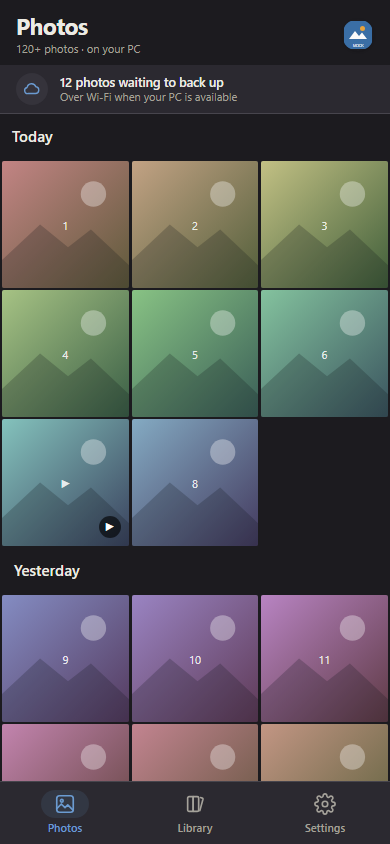 Photos
120+ photos · on your PC
12 photos waiting to back up
Over Wi-Fi when your PC is available
Today
1
2
3
4
5
6
8
Yesterday
9
10
11
Photos
Library
Settings